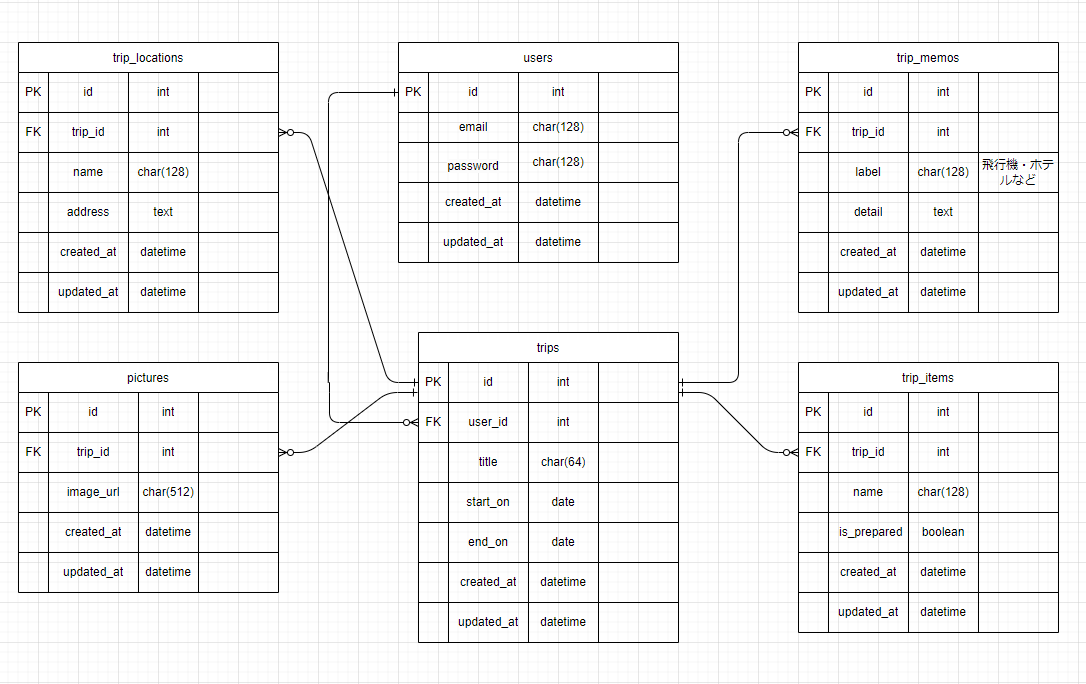 trip_locations
PK id int
FK trip_id int
name char(128)
address text
created_at datetime
updated_at datetime
users
PK id int
email char(128)
password char(128)
created_at datetime
updated_at datetime
trip_memos
PK id int
FK trip_id int
label char(128) 飛行機・ホテ
ルなど
detail text
created_at datetime
updated_at datetime
pictures
PK id int
FK trip_id int
image_url char(512)
created_at datetime
updated_at datetime
trips
PK id int
FK user_id int
title char(64)
start_on date
end_on date
created_at datetime
updated_at datetime
trip_items
PK id int
FK trip_id int
name char(128)
is_prepared boolean
created_at datetime
updated_at datetime